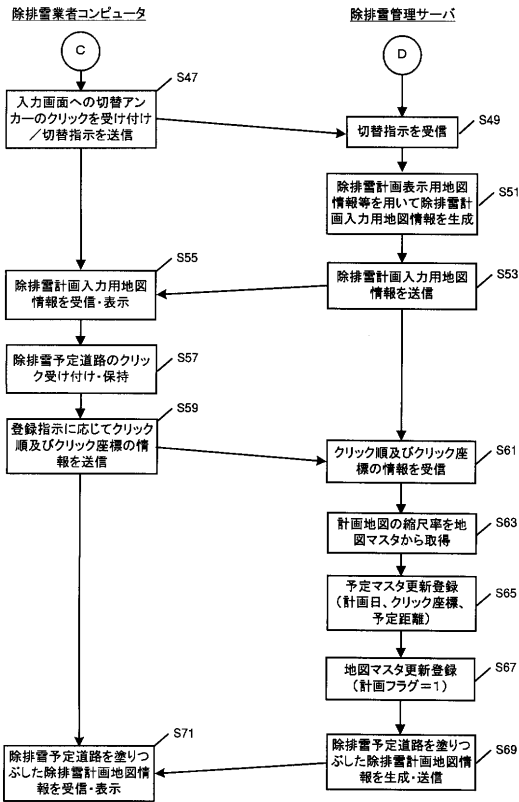 除排雪業者コンピュータ
除排雪管理サーバ
C
D
S47
入力画面への切替アン
カーのクリックを受け付け
／切替指示を送信
S49
切替指示を受信
S51
除排雪計画表示用地図
情報等を用いて除排雪計
画入力用地図情報を生成
S53
除排雪計画入力用地図
情報を送信
S55
除排雪計画入力用地図
情報を受信・表示
S57
除排雪予定道路のクリッ
ク受け付け・保持
S59
登録指示に応じてクリック
順及びクリック座標の情
報を送信
S61
クリック順及びクリック座
標の情報を受信
S63
計画地図の縮尺率を地
図マスタから取得
S65
予定マスタ更新登録
（計画日、クリック座標、
予定距離）
S67
地図マスタ更新登録
（計画フラグ＝１）
S69
除排雪予定道路を塗りつ
ぶした除排雪計画地図情
報を生成・送信
S71
除排雪予定道路を塗りつ
ぶした除排雪計画地図情報
を受信・表示